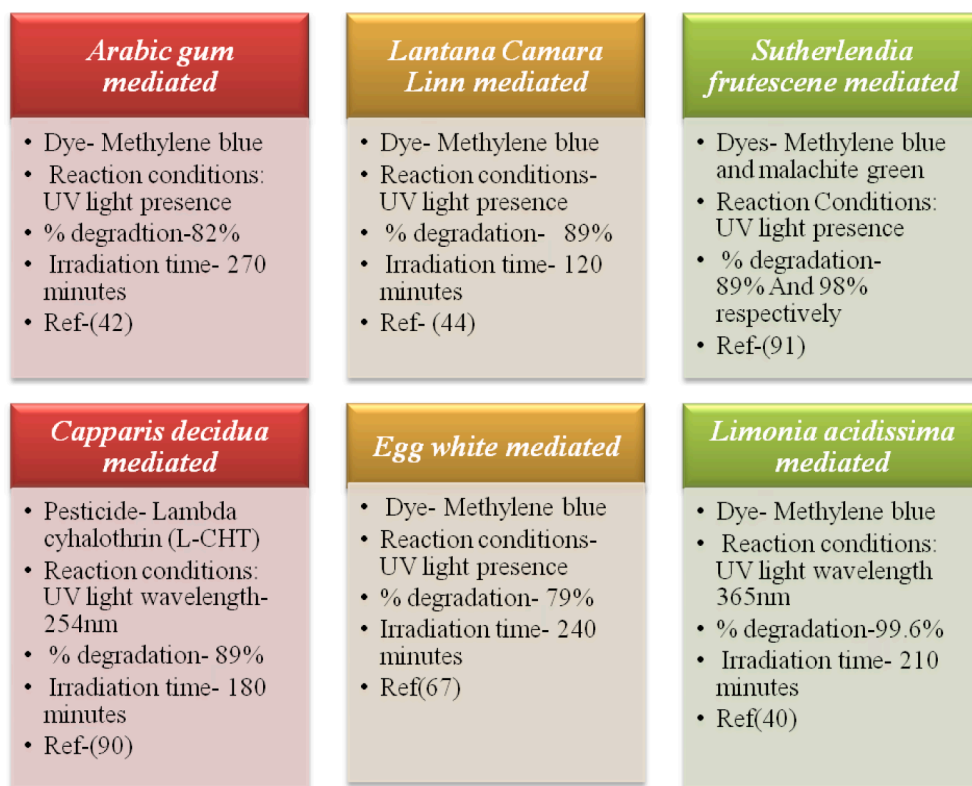 Arabic gum
mediated
• Dye- Methylene blue
• Reaction conditions:
UV light presence
• % degradtion-82%
• Irradiation time- 270
minutes
• Ref-(42)
Lantana Camara
Linn mediated
• Dye- Methylene blue
• Reaction conditions-
UV light presence
• % degradation- 89%
• Irradiation time- 120
minutes
• Ref- (44)
Sutherlendia
frutescene mediated
• Dyes- Methylene blue
and malachite green
• Reaction Conditions:
UV light presence
• % degradation-
89% And 98%
respectively
• Ref-(91)
Capparis decidua
mediated
• Pesticide- Lambda
cyhalothrin (L-CHT)
• Reaction conditions:
UV light wavelength-
254nm
• % degradation- 89%
• Irradiation time- 180
minutes
• Ref-(90)
Egg white mediated
• Dye- Methylene blue
• Reaction conditions-
UV light presence
• % degradation- 79%
• Irradiation time- 240
minutes
• Ref(67)
Limonia acidissima
mediated
• Dye- Methylene blue
• Reaction conditions:
UV light wavelength
365nm
• % degradation-99.6%
• Irradiation time- 210
minutes
• Ref(40)